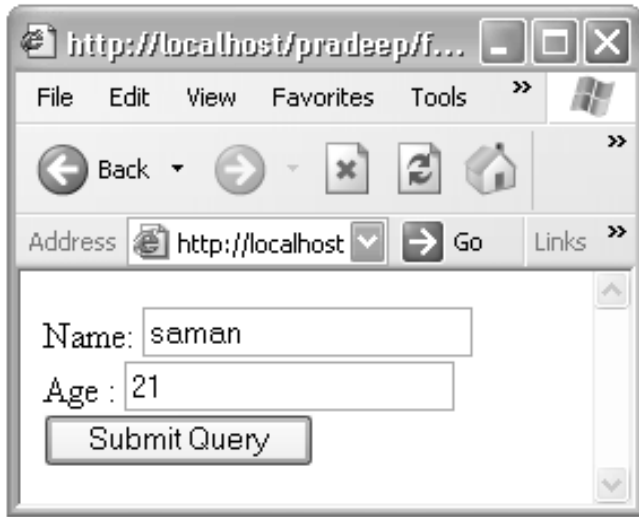 http://localhost/pradeep/f...
File Edit View Favorites Tools »
Back »
Address http://localhost Go Links »
Name: saman
Age : 21
Submit Query